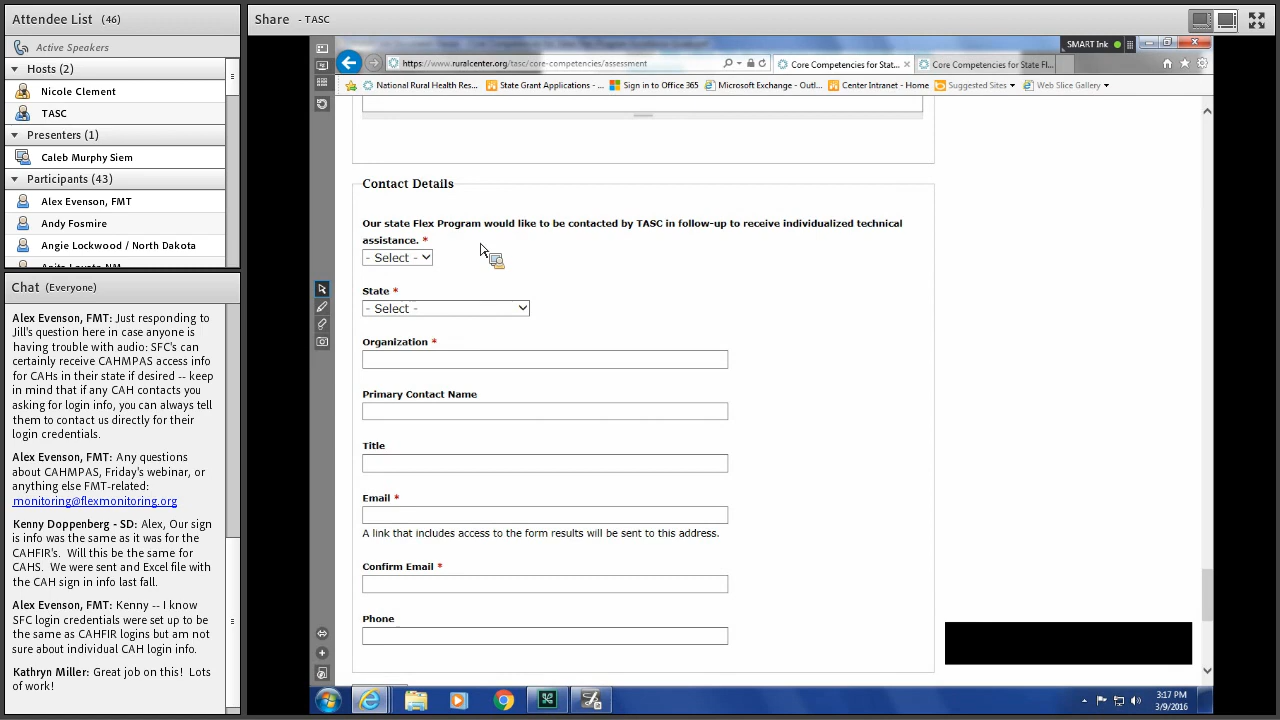 Attendee List (46)
Active Speakers
Hosts (2)
Nicole Clement
TASC
Presenters (1)
Caleb Murphy Siem
Participants (43)
Alex Evenson, FMT
Andy Fosmire
Angie Lockwood / North Dakota
Chat (Everyone)
Alex Evenson, FMT: Just responding to
Jill's question here in case anyone is
having trouble with audio: SFC's can
certainly receive CAHMPAS access info
for CAHs in their state if desired -- keep
in mind that if any CAH contacts you
asking for login info, you can always tell
them to contact us directly for their
login credentials.
Alex Evenson, FMT: Any questions
about CAHMPAS, Friday's webinar, or
anything else FMT-related:
monitoring@flexmonitoring.org
Kenny Doppenberg - SD: Alex, Our sign
is info was the same as it was for the
CAHFIR's. Will this be the same for
CAHS. We were sent and Excel file with
the CAH sign in info last fall.
Alex Evenson, FMT: Kenny -- I know
SFC login credentials were set up to be
the same as CAHFIR logins but am not
sure about individual CAH login info.
Kathryn Miller: Great job on this! Lots
of work!
Share - TASC
SMART Ink
https://www.ruralcenter.org/tasc/core-competencies/assessment
Core Competencies for Stat...
Core Competencies for State Fl...
National Rural Health Res...
State Grant Applications - ...
Sign in to Office 365
Microsoft Exchange - Outl...
Center Intranet - Home
Suggested Sites
Web Slice Gallery
Contact Details
Our state Flex Program would like to be contacted by TASC in follow-up to receive individualized technical
assistance. *
- Select -
State *
- Select -
Organization *
Primary Contact Name
Title
Email *
A link that includes access to the form results will be sent to this address.
Confirm Email *
Phone
3:17 PM
3/9/2016